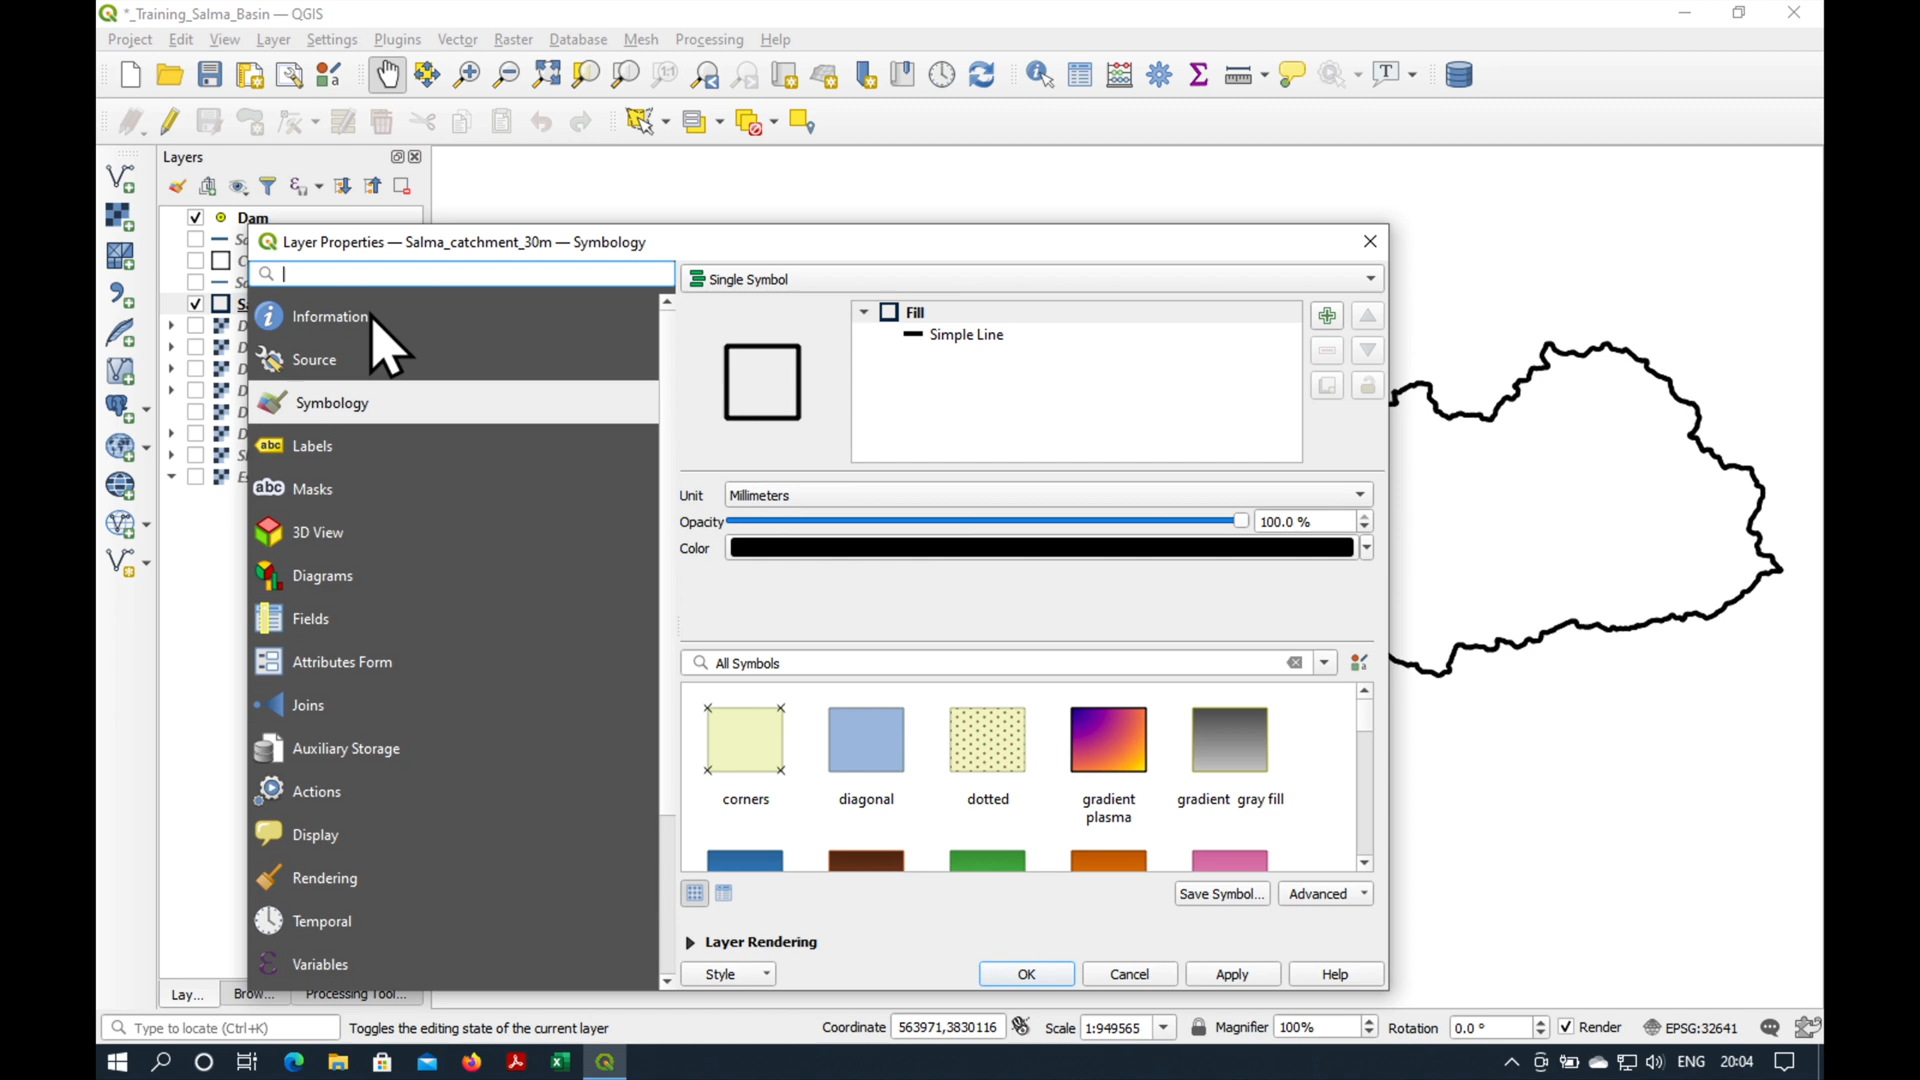 *_Training_Salma_Basin — QGIS
Project Edit View Layer Settings Plugins Vector Raster Database Mesh Processing Help
Layers
Dam
Layer Properties — Salma_catchment_30m — Symbology
Single Symbol
Information
Source
Symbology
Labels
Masks
3D View
Diagrams
Fields
Attributes Form
Joins
Auxiliary Storage
Actions
Display
Rendering
Temporal
Variables
Fill
Simple Line
Unit Millimeters
Opacity 100.0 %
Color
All Symbols
corners diagonal dotted gradient plasma gradient gray fill
Save Symbol... Advanced
Layer Rendering
Style OK Cancel Apply Help
Lay... Brow... Processing Tool...
Type to locate (Ctrl+K) Toggles the editing state of the current layer Coordinate 563971,3830116 Scale 1:949565 Magnifier 100% Rotation 0.0 ° Render EPSG:32641
ENG 20:04